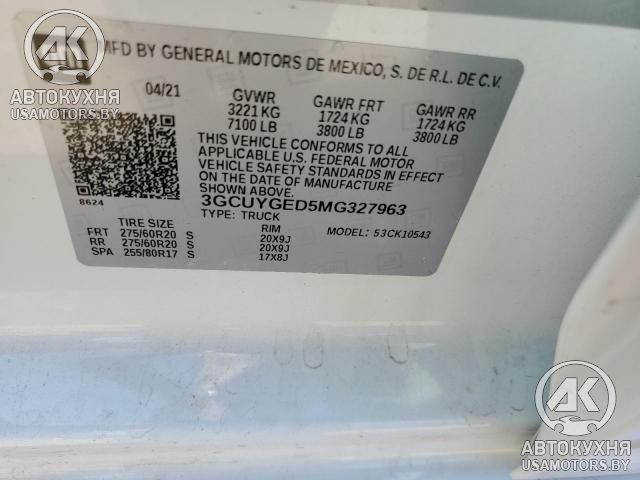 MFD BY GENERAL MOTORS DE MEXICO, S. DE R.L. DE C.V.
04/21 GVWR GAWR FRT GAWR RR
3221 KG 1724 KG 1724 KG
7100 LB 3800 LB 3800 LB
THIS VEHICLE CONFORMS TO ALL
APPLICABLE U.S. FEDERAL MOTOR
VEHICLE SAFETY STANDARDS IN EFFECT
ON THE DATE OF MANUFACTURE
SHOWN ABOVE.
8624
3GCUYGED5MG327963
TYPE: TRUCK
MODEL: 53CK10543
TIRE SIZE RIM
FRT 275/60R20 S 20X9J
RR 275/60R20 S 20X9J
SPA 255/80R17 S 17X8J
АК
АВТОКУХНЯ
USAMOTORS.BY
АК
АВТОКУХНЯ
USAMOTORS.BY